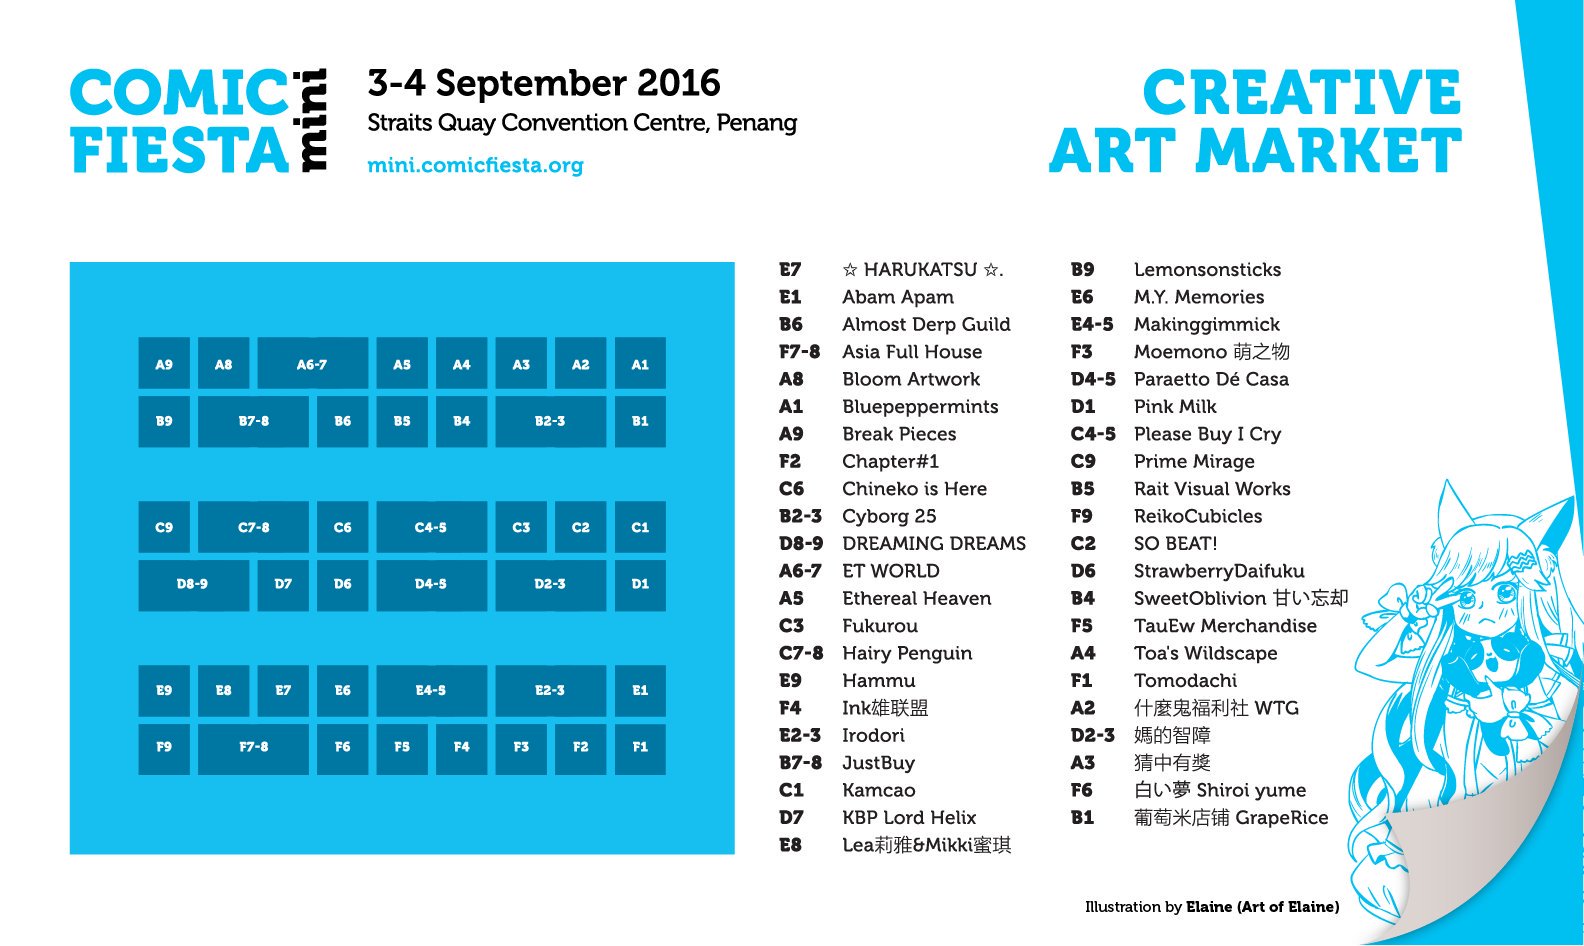 COMIC
FIESTA
mini
3-4 September 2016
Straits Quay Convention Centre, Penang
mini.comicfiesta.org
CREATIVE
ART MARKET
A9 A8 A6-7 A5 A4 A3 A2 A1
B9 B7-8 B6 B5 B4 B2-3 B1
C9 C7-8 C6 C4-5 C3 C2 C1
D8-9 D7 D6 D4-5 D2-3 D1
E9 E8 E7 E6 E4-5 E2-3 E1
F9 F7-8 F6 F5 F4 F3 F2 F1
E7 ☆ HARUKATSU ☆.
E1 Abam Apam
B6 Almost Derp Guild
F7-8 Asia Full House
A8 Bloom Artwork
A1 Bluepeppermints
A9 Break Pieces
F2 Chapter#1
C6 Chineko is Here
B2-3 Cyborg 25
D8-9 DREAMING DREAMS
A6-7 ET WORLD
A5 Ethereal Heaven
C3 Fukurou
C7-8 Hairy Penguin
E9 Hammu
F4 Ink雄联盟
E2-3 Irodori
B7-8 JustBuy
C1 Kamcao
D7 KBP Lord Helix
E8 Lea莉雅&Mikki蜜琪
B9 Lemonsonsticks
E6 M.Y. Memories
E4-5 Makinggimmick
F3 Moemono 萌之物
D4-5 Paraetto Dé Casa
D1 Pink Milk
C4-5 Please Buy I Cry
C9 Prime Mirage
B5 Rait Visual Works
F9 ReikoCubicles
C2 SO BEAT!
D6 StrawberryDaifuku
B4 SweetOblivion 甘い忘却
F5 TauEw Merchandise
A4 Toa's Wildscape
F1 Tomodachi
A2 什麼鬼福利社 WTG
D2-3 媽的智障
A3 猜中有獎
F6 白い夢 Shiroi yume
B1 葡萄米店铺 GrapeRice
Illustration by Elaine (Art of Elaine)